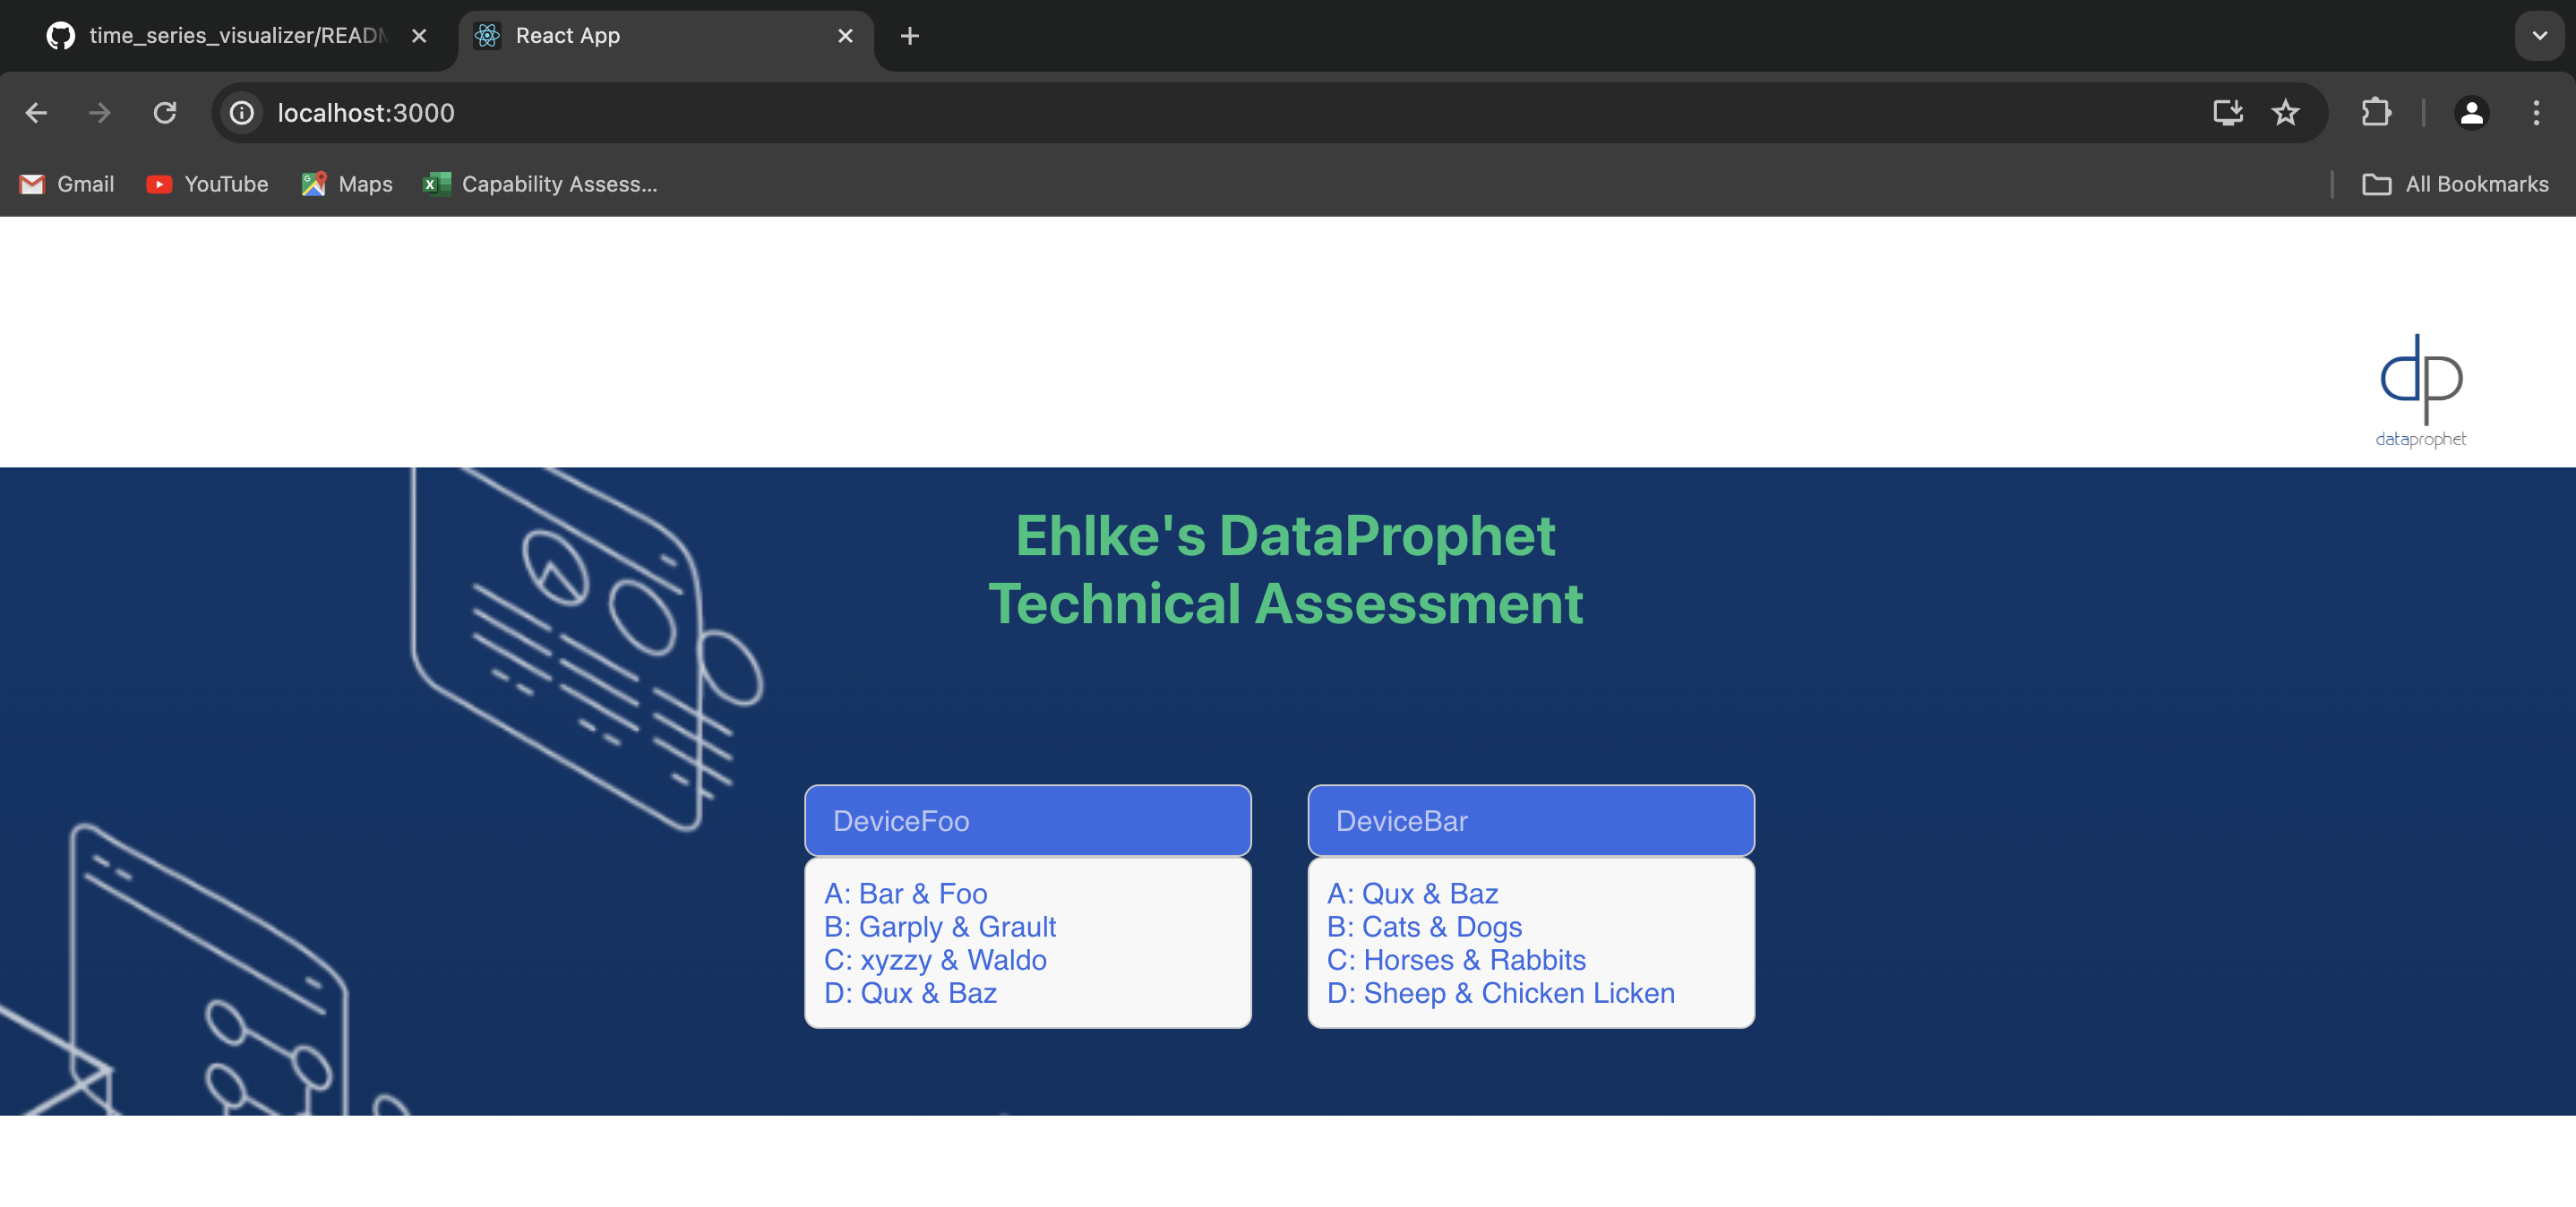 time_series_visualizer/READM
React App
localhost:3000
Gmail
YouTube
Maps
Capability Assess...
All Bookmarks
dp
dataprophet
Ehlke's DataProphet
Technical Assessment
DeviceFoo
A: Bar & Foo
B: Garply & Grault
C: xyzzy & Waldo
D: Qux & Baz
DeviceBar
A: Qux & Baz
B: Cats & Dogs
C: Horses & Rabbits
D: Sheep & Chicken Licken